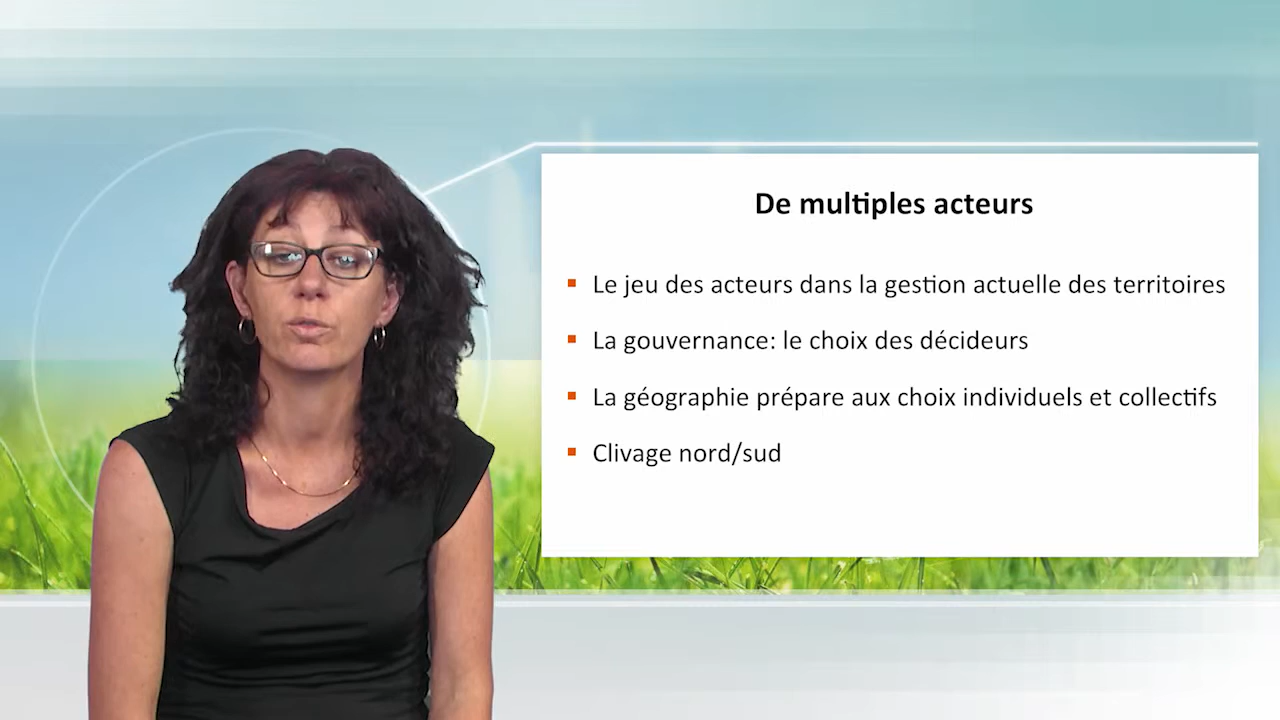 De multiples acteurs
Le jeu des acteurs dans la gestion actuelle des territoires
La gouvernance: le choix des décideurs
La géographie prépare aux choix individuels et collectifs
Clivage nord/sud